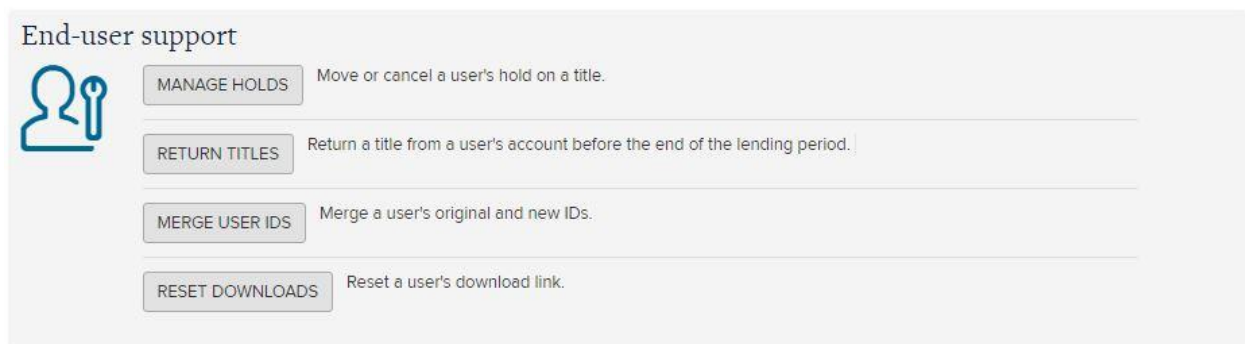 End-user support
MANAGE HOLDS Move or cancel a user's hold on a title.
RETURN TITLES Return a title from a user's account before the end of the lending period.
MERGE USER IDS Merge a user's original and new IDs.
RESET DOWNLOADS Reset a user's download link.